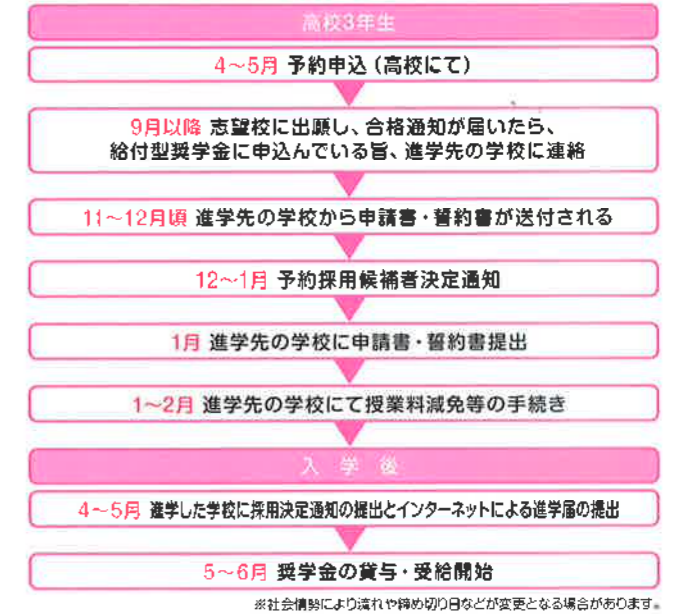 高校3年生
4～5月 予約申込（高校にて）
9月以降 志望校に出願し、合格通知が届いたら、
給付型奨学金に申込んでいる旨、進学先の学校に連絡
11～12月頃 進学先の学校から申請書・誓約書が送付される
12～1月 予約採用候補者決定通知
1月 進学先の学校に申請書・誓約書提出
1～2月 進学先の学校にて授業料減免等の手続き
入学後
4～5月 進学した学校に採用決定通知の提出とインターネットによる進学届の提出
5～6月 奨学金の貸与・受給開始
※社会情勢により流れや締め切り日などが変更となる場合があります。